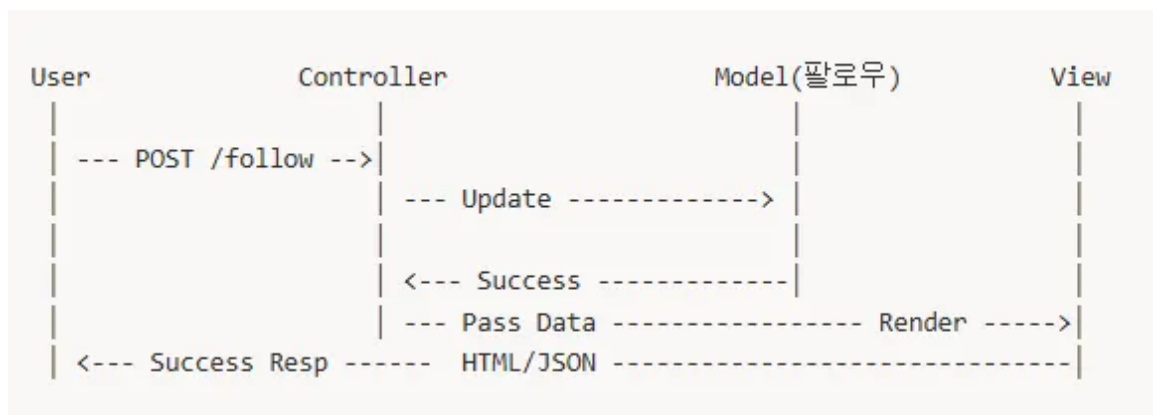 User Controller Model(팔로우) View
| | | |
| --- POST /follow -->| | |
| | --- Update -------------> | |
| | | |
| | <--- Success -------------| |
| | --- Pass Data ----------------- Render ----->|
| <--- Success Resp ------ HTML/JSON -------------------------------|